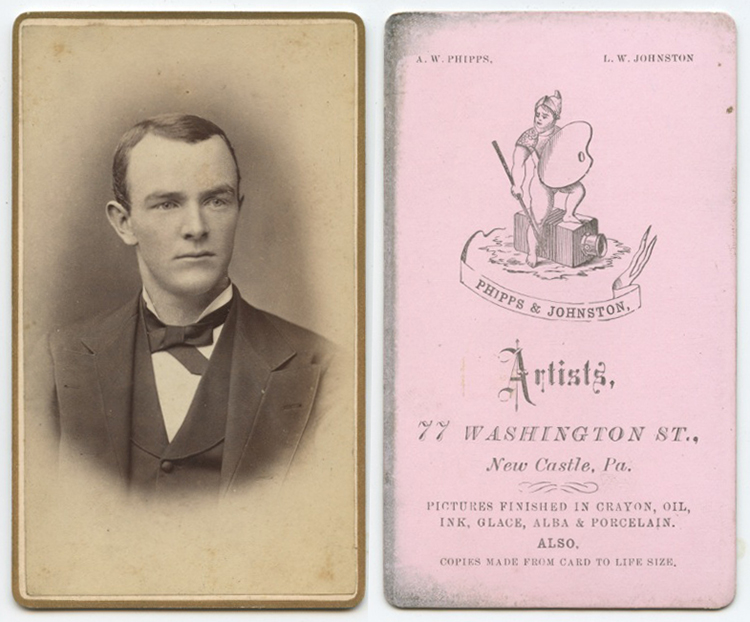 A. W. PHIPPS,
L. W. JOHNSTON
PHIPPS & JOHNSTON,
Artists,
77 WASHINGTON ST.,
New Castle, Pa.
PICTURES FINISHED IN CRAYON, OIL,
INK, GLACE, ALBA & PORCELAIN.
ALSO,
COPIES MADE FROM CARD TO LIFE SIZE.